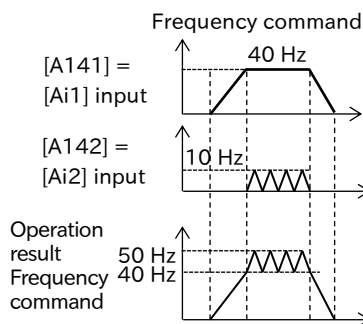 Frequency command
[A141] =
[Ai1] input
40 Hz
[A142] =
[Ai2] input
10 Hz
Operation
result
Frequency
command
50 Hz
40 Hz